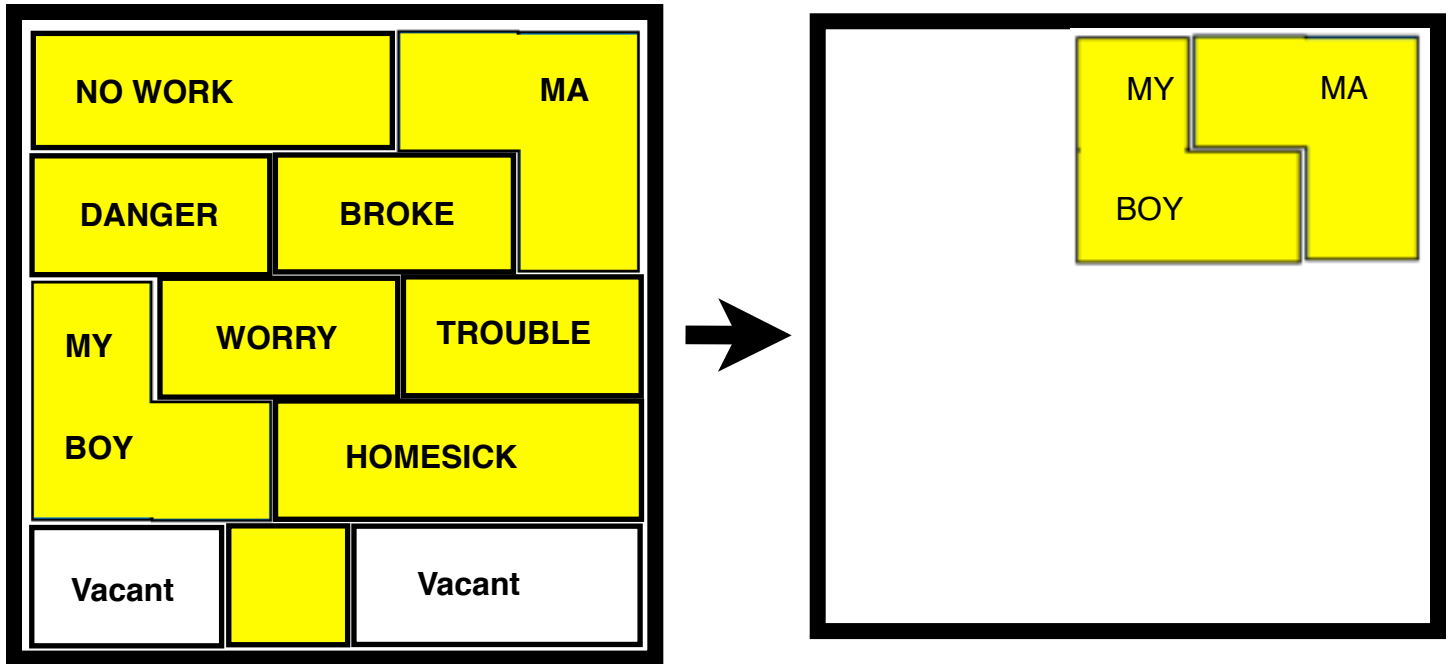 NO WORK
MA
DANGER
BROKE
MY
BOY
WORRY
TROUBLE
HOMESICK
Vacant
Vacant
MY
BOY
MA